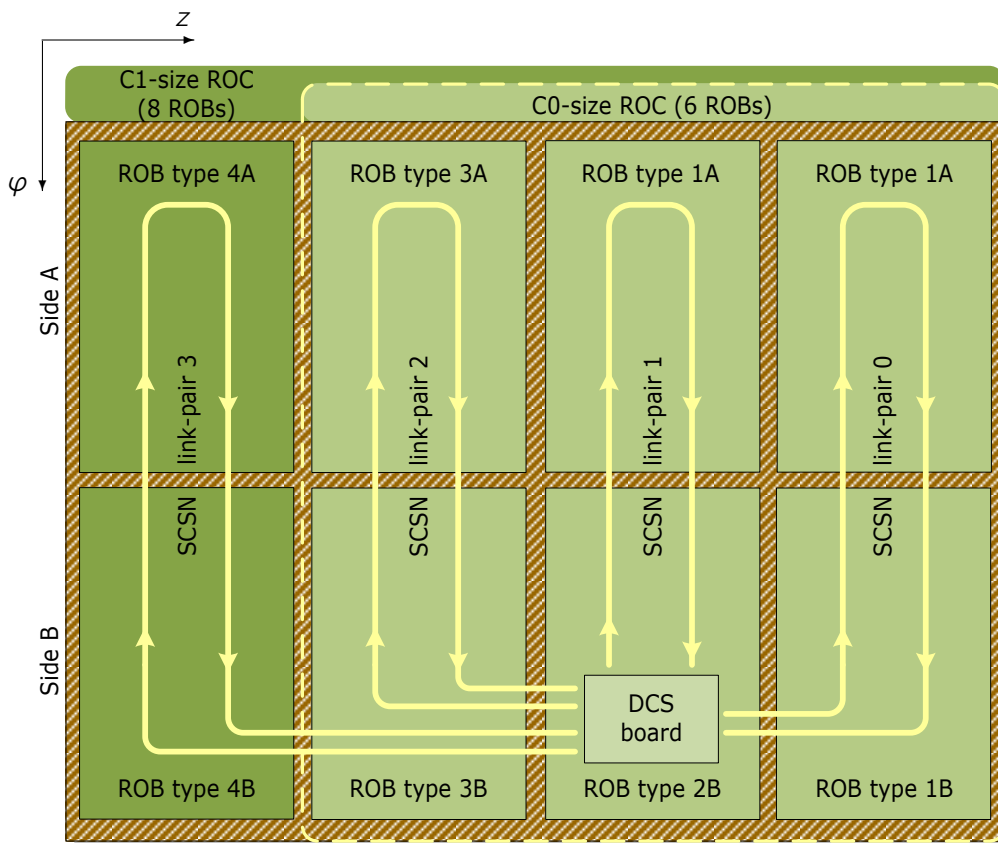 z
φ
C1-size ROC
(8 ROBs)
C0-size ROC (6 ROBs)
ROB type 4A
ROB type 3A
ROB type 1A
ROB type 1A
Side A
SCSN link-pair 3
SCSN link-pair 2
SCSN link-pair 1
SCSN link-pair 0
Side B
DCS
board
ROB type 4B
ROB type 3B
ROB type 2B
ROB type 1B